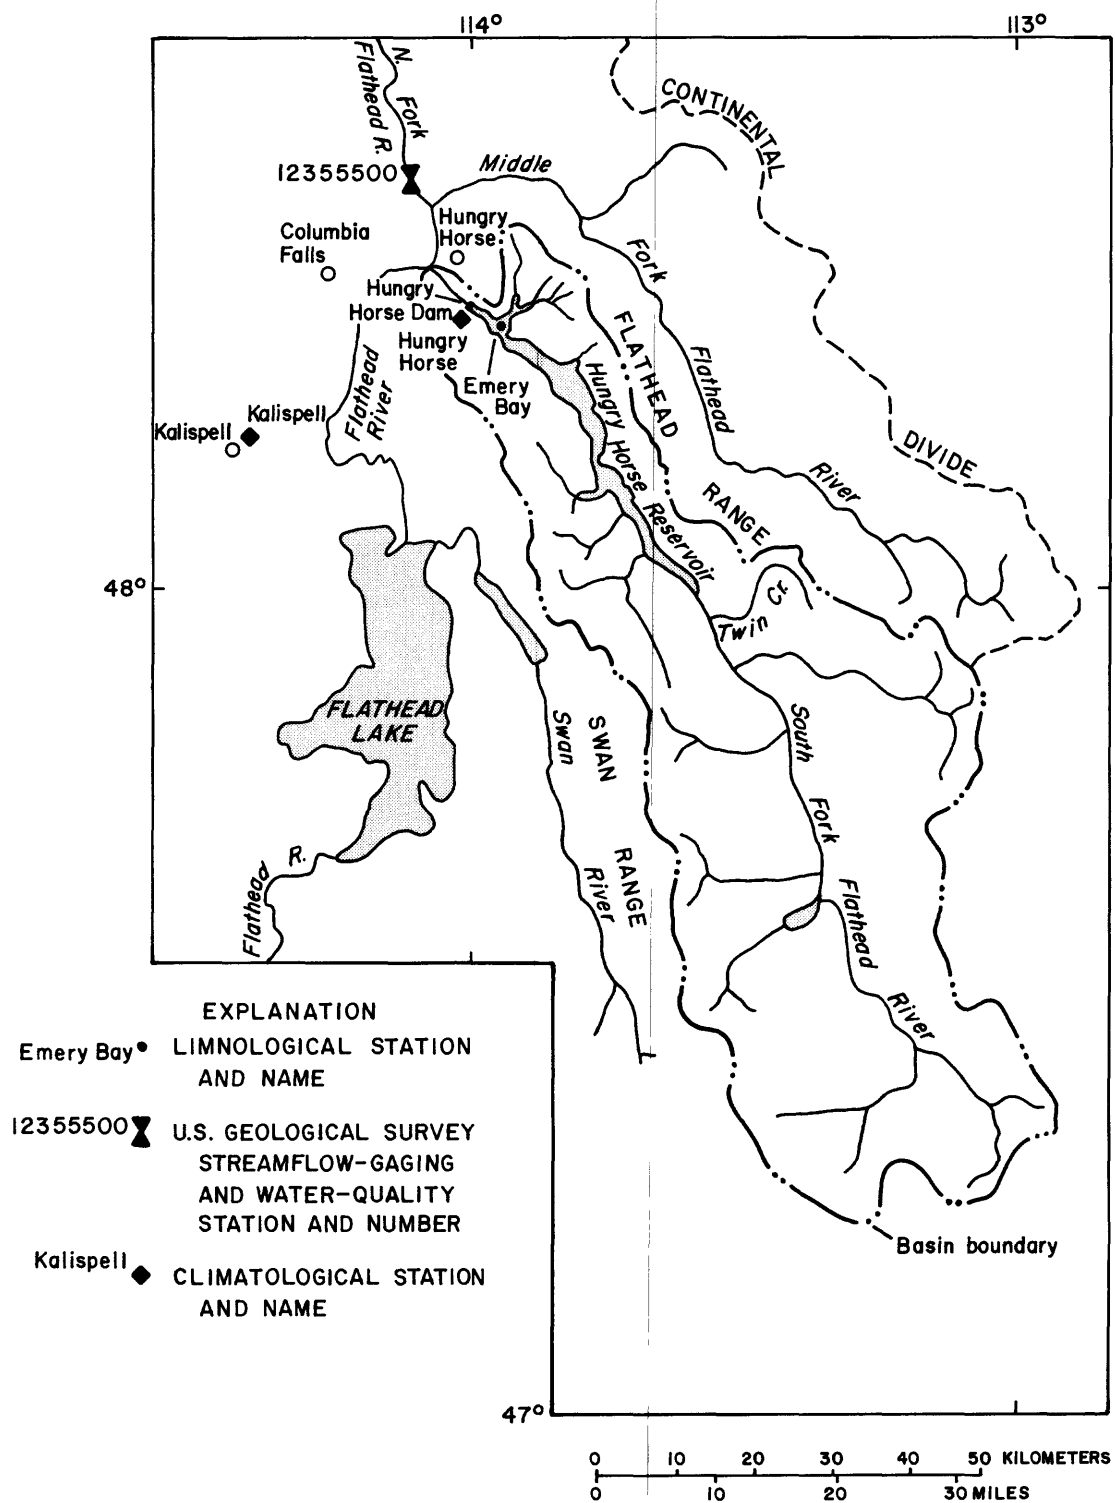 114°
113°
N. Fork
Flathead R.
CONTINENTAL
DIVIDE
12355500
Middle
Fork
Flathead
River
Columbia
Falls
Hungry
Horse
Hungry
Horse Dam
Hungry
Horse
Emery
Bay
Flathead
River
Kalispell
Kalispell
FLATHEAD
RANGE
Hungry Horse Reservoir
48°
Twin Cr.
FLATHEAD
LAKE
Swan
River
SWAN
RANGE
South
Fork
Flathead
River
Flathead R.
Basin boundary
47°
EXPLANATION
Emery Bay LIMNOLOGICAL STATION
AND NAME
12355500 U.S. GEOLOGICAL SURVEY
STREAMFLOW-GAGING
AND WATER-QUALITY
STATION AND NUMBER
Kalispell CLIMATOLOGICAL STATION
AND NAME
0 10 20 30 40 50 KILOMETERS
0 10 20 30 MILES